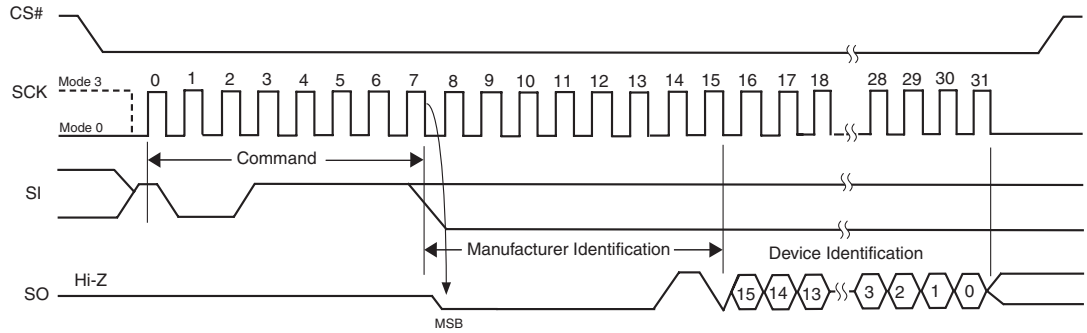 CS#
Mode 3
0 1 2 3 4 5 6 7 8 9 10 11 12 13 14 15 16 17 18 28 29 30 31
SCK
Mode 0
Command
SI
Manufacturer Identification
Device Identification
Hi-Z
SO
15 14 13 3 2 1 0
MSB